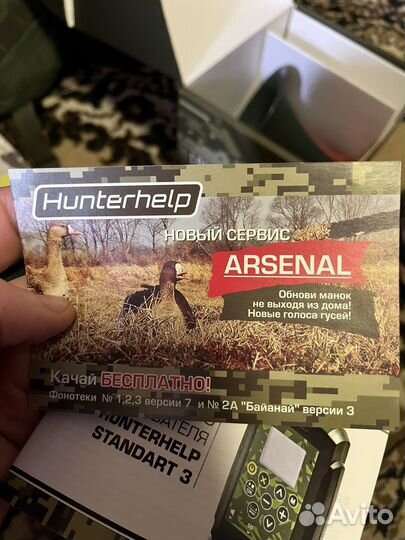 Hunterhelp
НОВЫЙ СЕРВИС
ARSENAL
Обнови манок
не выходя из дома!
Новые голоса гусей!
Качай БЕСПЛАТНО!
Фонотеки № 1,2,3 версии 7 и № 2А "Байанай" версии 3
HUNTERHELP
STANDART 3
Avito